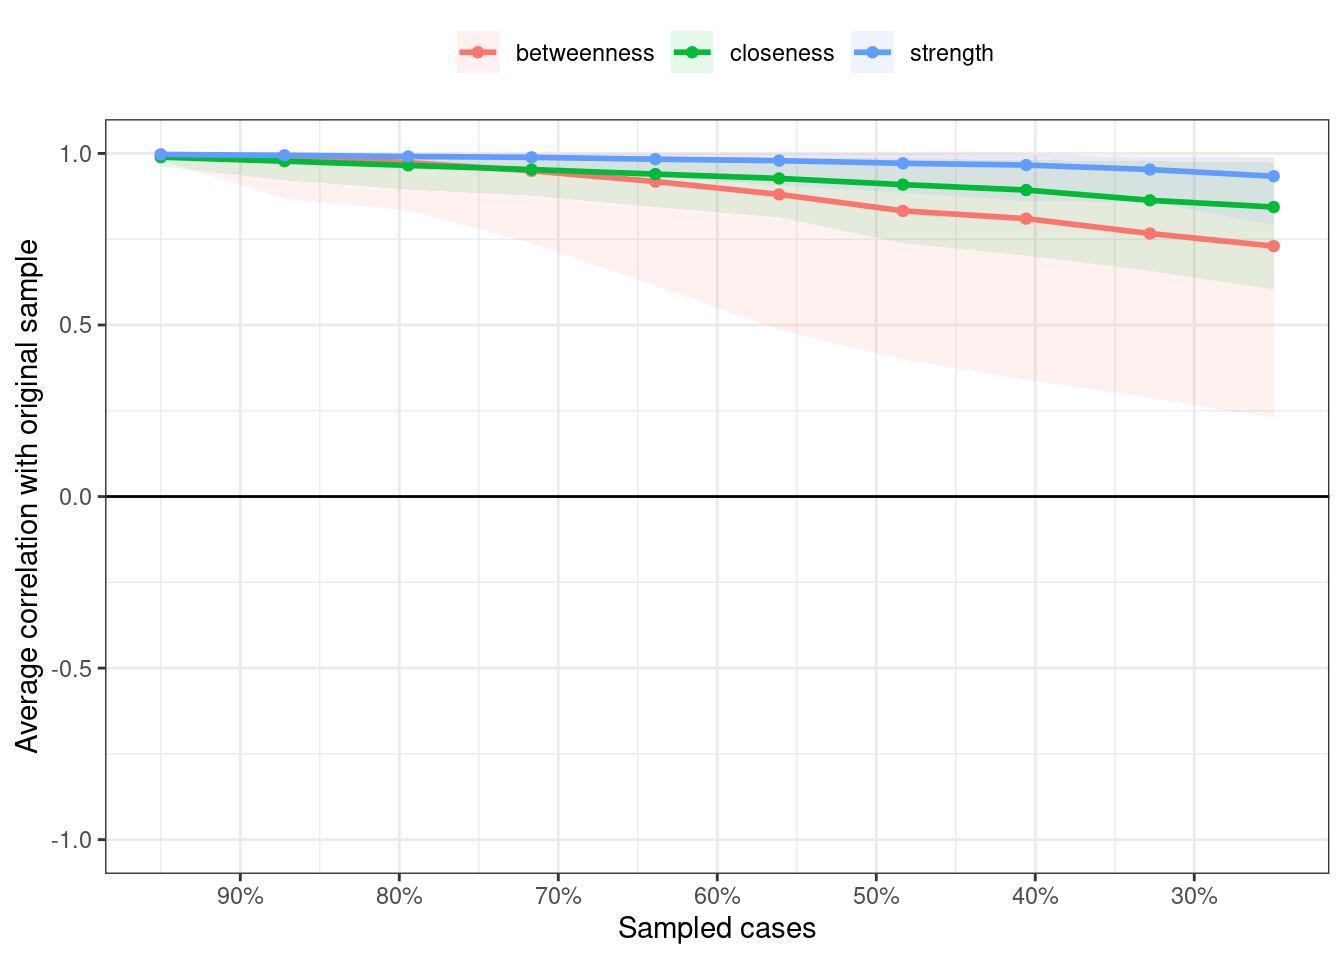 betweenness closeness strength
Average correlation with original sample
1.0
0.5
0.0
-0.5
-1.0
90% 80% 70% 60% 50% 40% 30%
Sampled cases